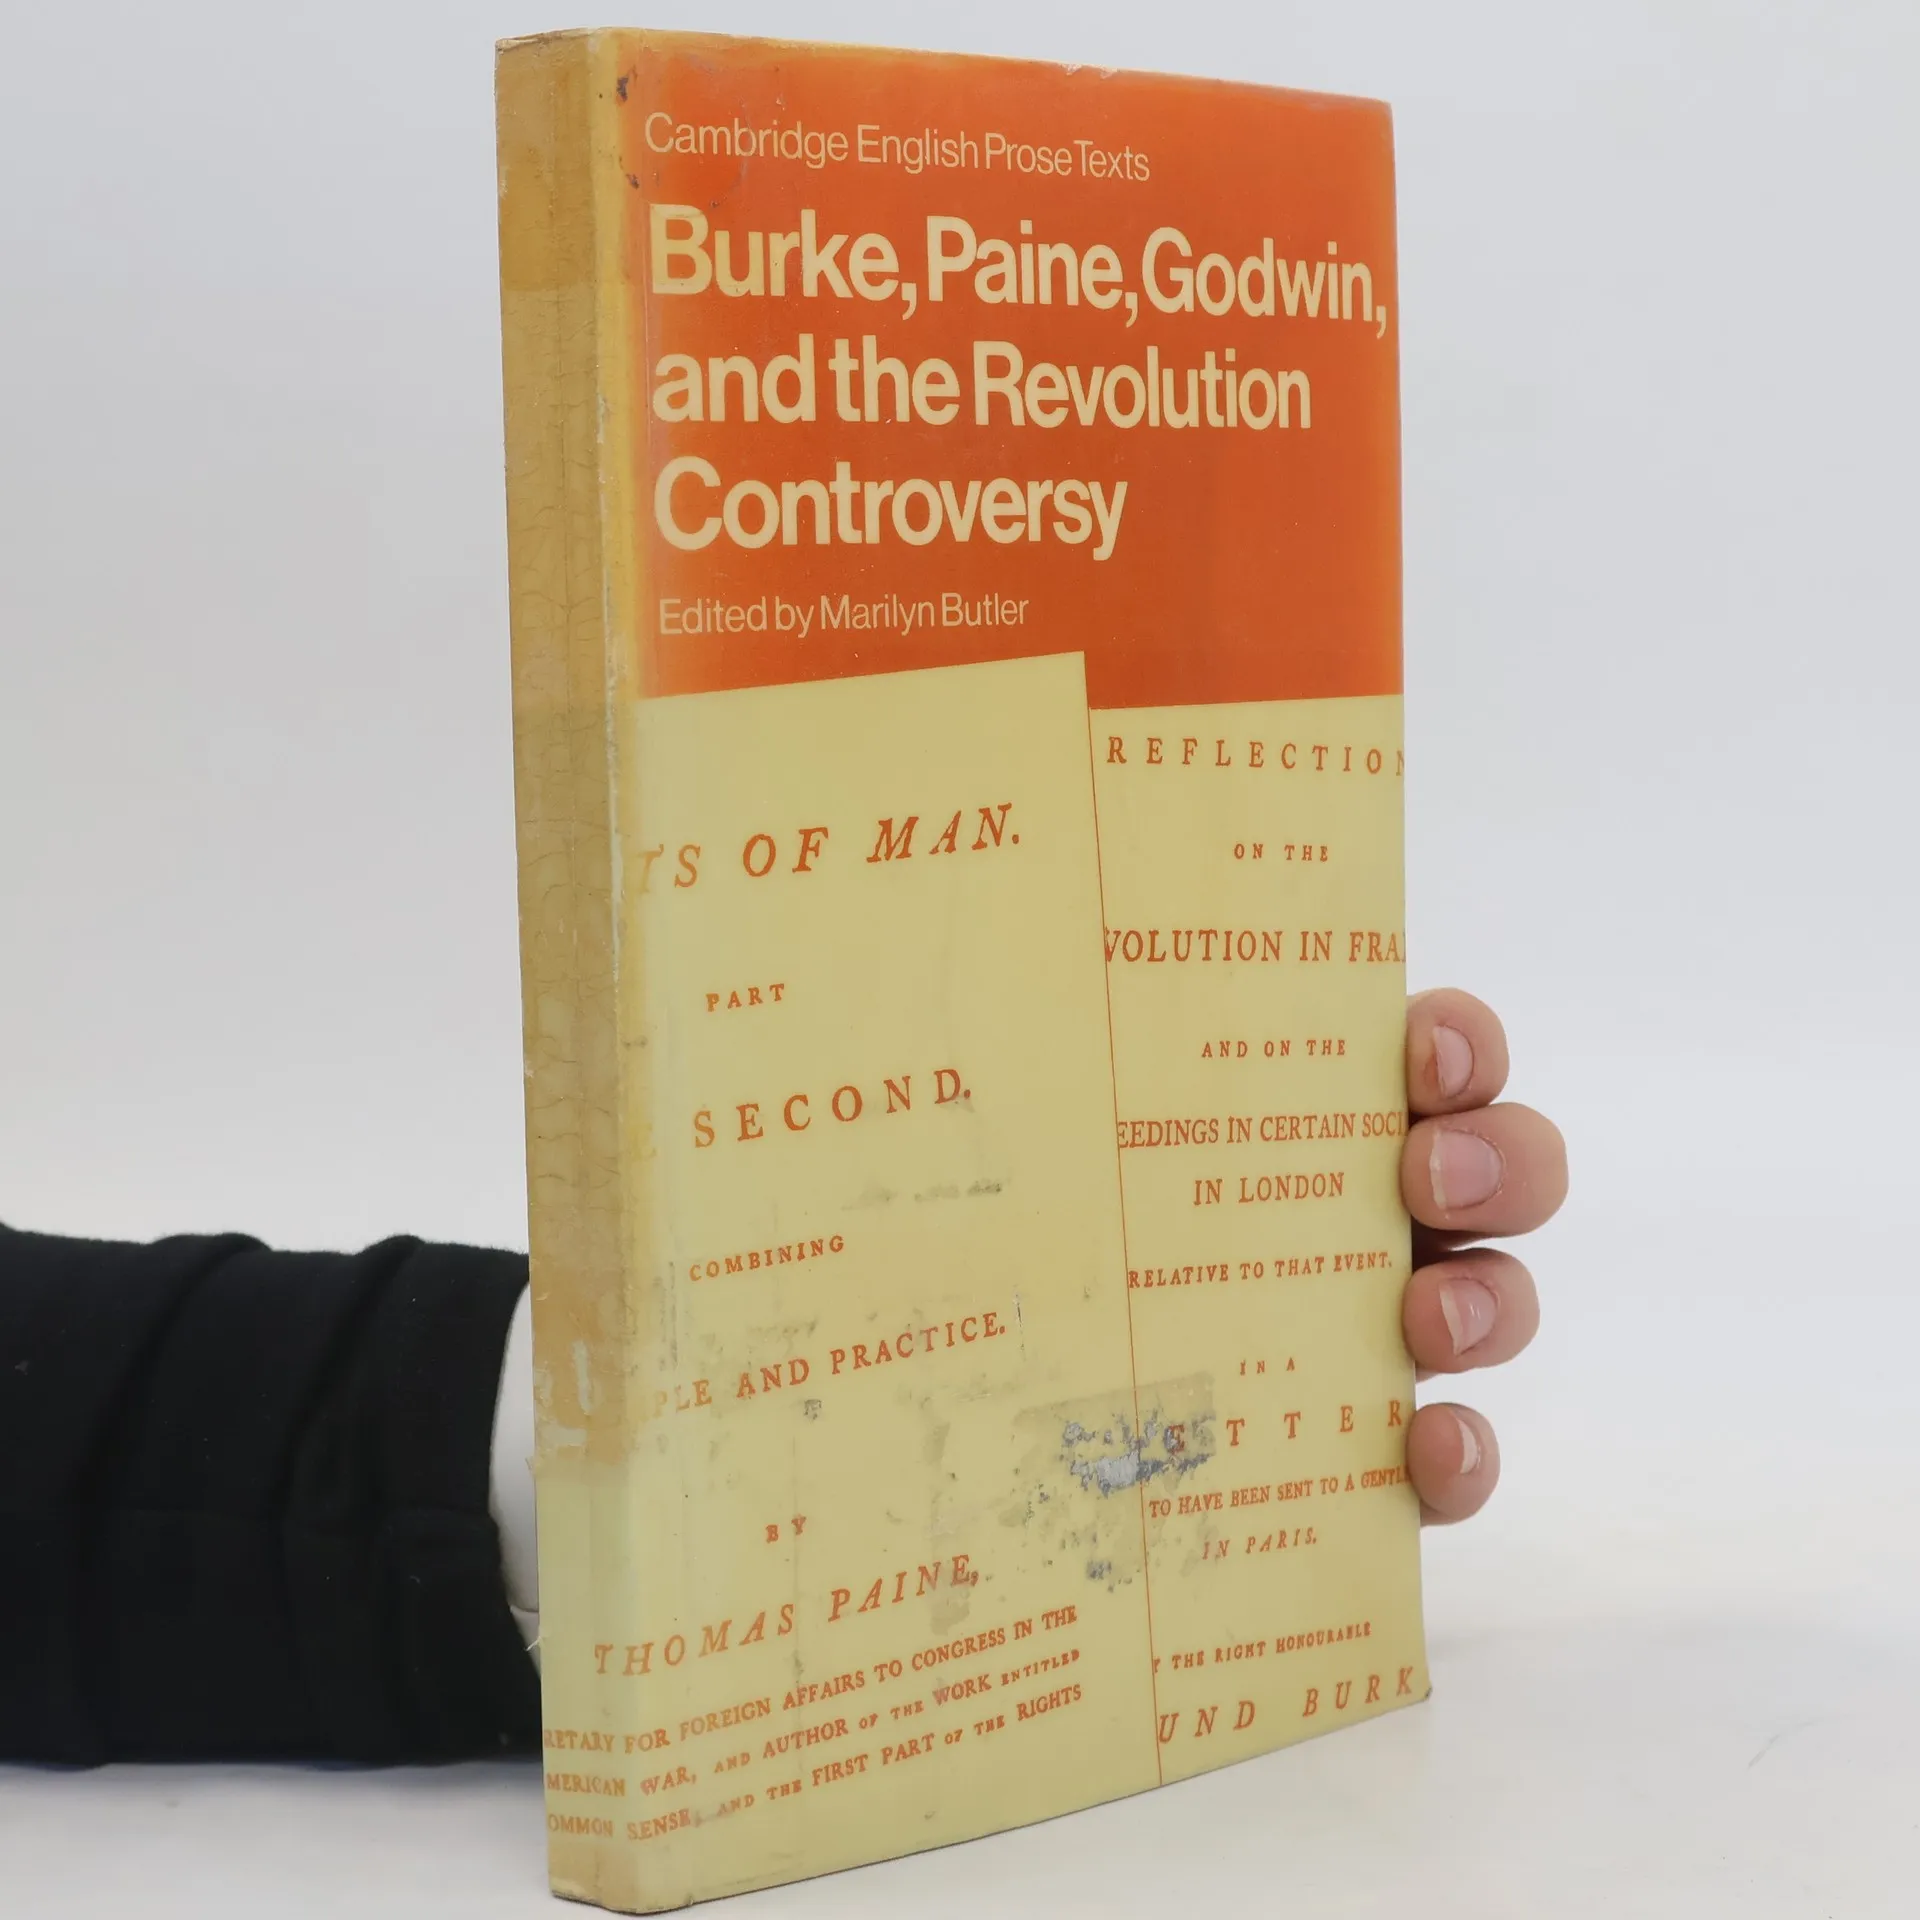 Cambridge English Prose Texts
Burke, Paine, Godwin,
and the Revolution
Controversy
Edited by Marilyn Butler
TS OF MAN.
PART
E SECOND.
COMBINING
PLE AND PRACTICE.
BY
THOMAS PAINE,
RETARY FOR FOREIGN AFFAIRS TO CONGRESS IN THE
MERICAN WAR, AND AUTHOR OF THE WORK ENTITLED
OMMON SENSE; AND THE FIRST PART OF THE RIGHTS
REFLECTION
ON THE
VOLUTION IN FRA
AND ON THE
EEDINGS IN CERTAIN SOCI
IN LONDON
RELATIVE TO THAT EVENT.
IN A
ETTER
TO HAVE BEEN SENT TO A GENTL
IN PARIS.
Y THE RIGHT HONOURABLE
UND BURK